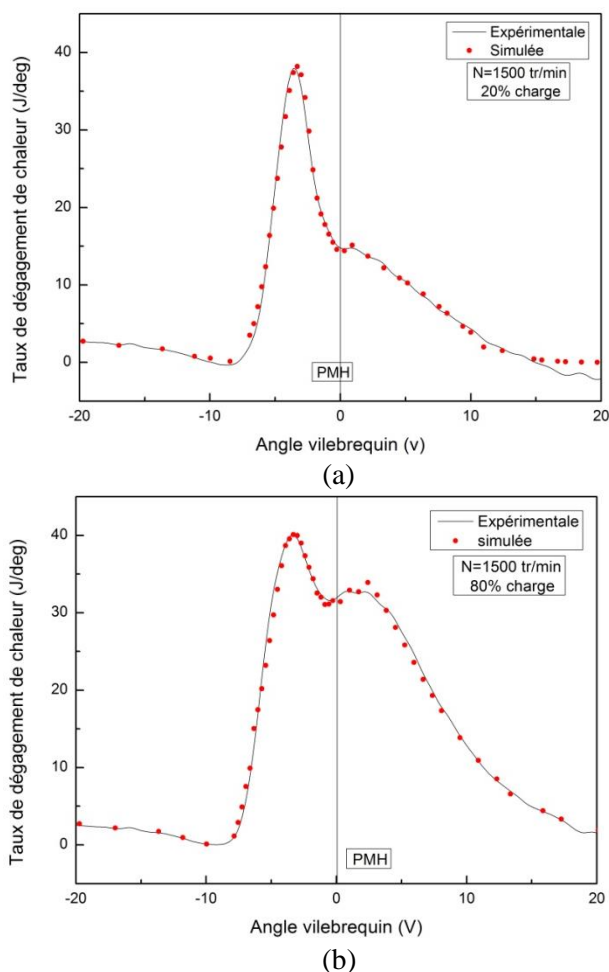 40
30
20
10
0
-20
-10
0
10
20
Taux de dégagement de chaleur (J/deg)
Expérimentale
Simulée
N=1500 tr/min
20% charge
PMH
Angle vilebrequin (v)
(a)
40
30
20
10
0
-20
-10
0
10
20
Taux de dégagement de chaleur (J/deg)
Expérimentale
simulée
N=1500 tr/min
80% charge
PMH
Angle vilebrequin (V)
(b)